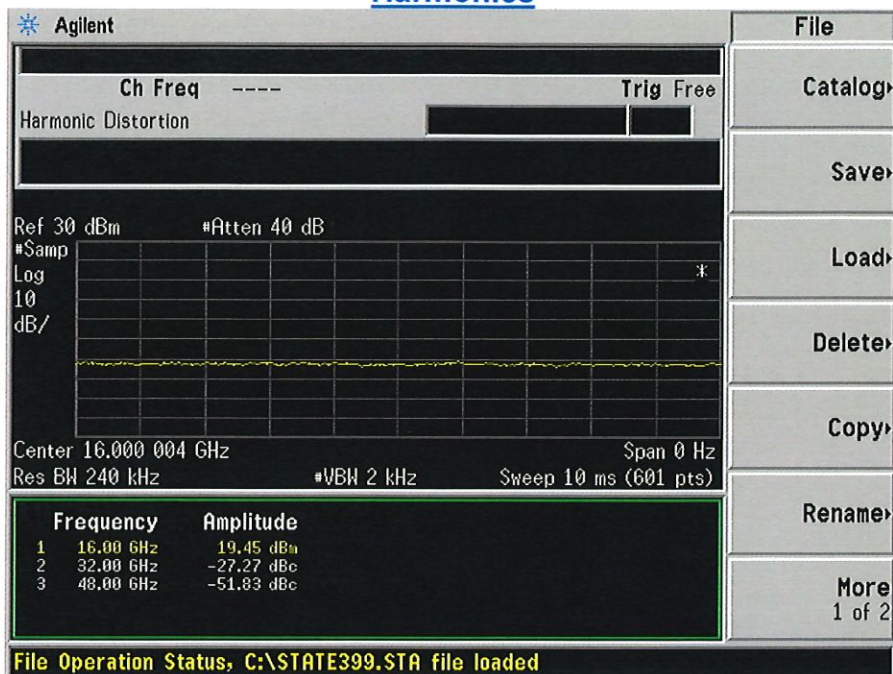 Harmonics
Agilent
File
Ch Freq ----
Trig Free
Harmonic Distortion
Catalog
Save
Load
Delete
Copy
Rename
More
1 of 2
Ref 30 dBm #Atten 40 dB
#Samp
Log
10
dB/
Center 16.000 004 GHz Span 0 Hz
Res BW 240 kHz #VBW 2 kHz Sweep 10 ms (601 pts)
Frequency Amplitude
1 16.00 GHz 19.45 dBm
2 32.00 GHz -27.27 dBc
3 48.00 GHz -51.83 dBc
File Operation Status, C:\STATE399.STA file loaded